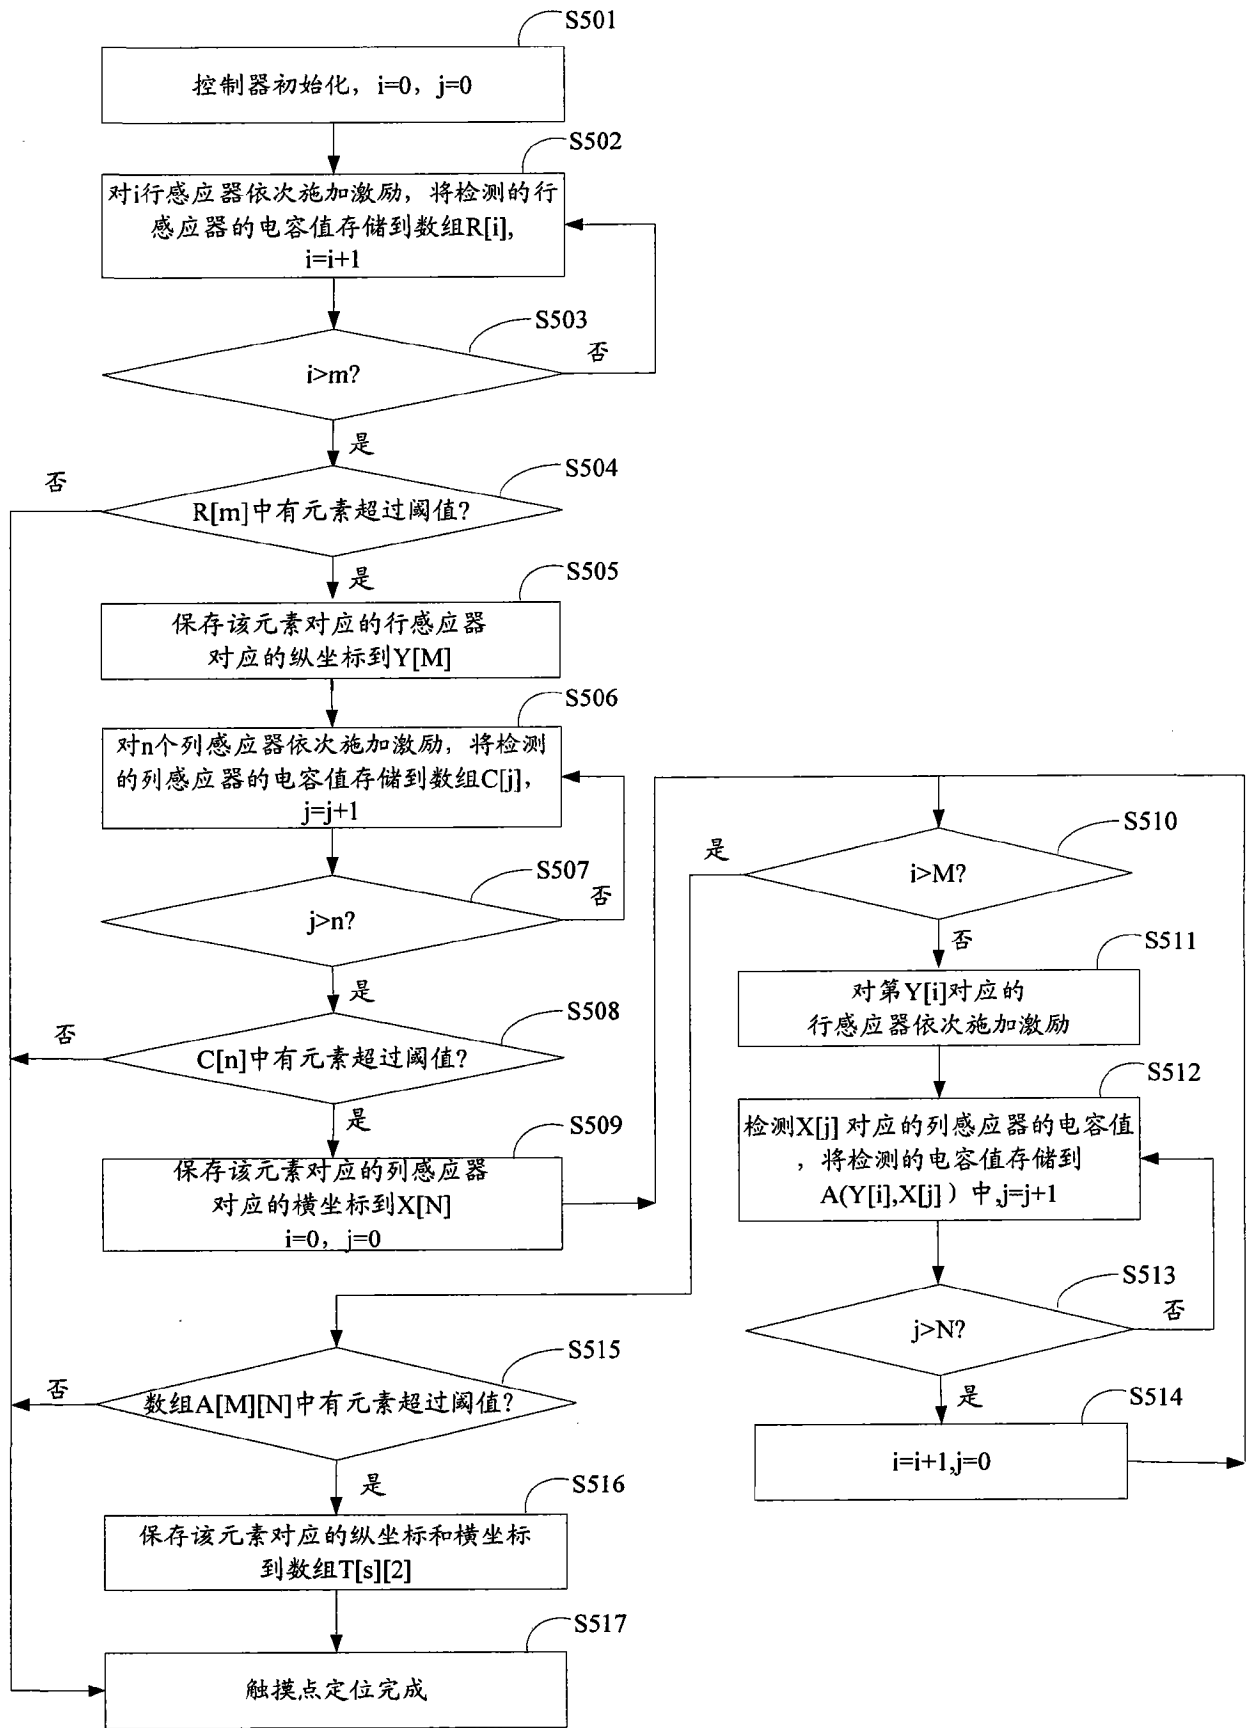 S501
控制器初始化，i=0，j=0
S502
对i行感应器依次施加激励，将检测的行
感应器的电容值存储到数组R[i],
i=i+1
S503
i>m?
否
是
S504
R[m]中有元素超过阈值?
否
是
S505
保存该元素对应的行感应器
对应的纵坐标到Y[M]
S506
对n个列感应器依次施加激励，将检测
的列感应器的电容值存储到数组C[j]，
j=j+1
S507
j>n?
否
是
S508
C[n]中有元素超过阈值?
否
是
S509
保存该元素对应的列感应器
对应的横坐标到X[N]
i=0，j=0
S510
i>M?
是
否
S511
对第Y[i]对应的
行感应器依次施加激励
S512
检测X[j] 对应的列感应器的电容值
，将检测的电容值存储到
A(Y[i],X[j]）中,j=j+1
S513
j>N?
否
是
S514
i=i+1,j=0
S515
数组A[M][N]中有元素超过阈值?
否
是
S516
保存该元素对应的纵坐标和横坐标
到数组T[s][2]
S517
触摸点定位完成